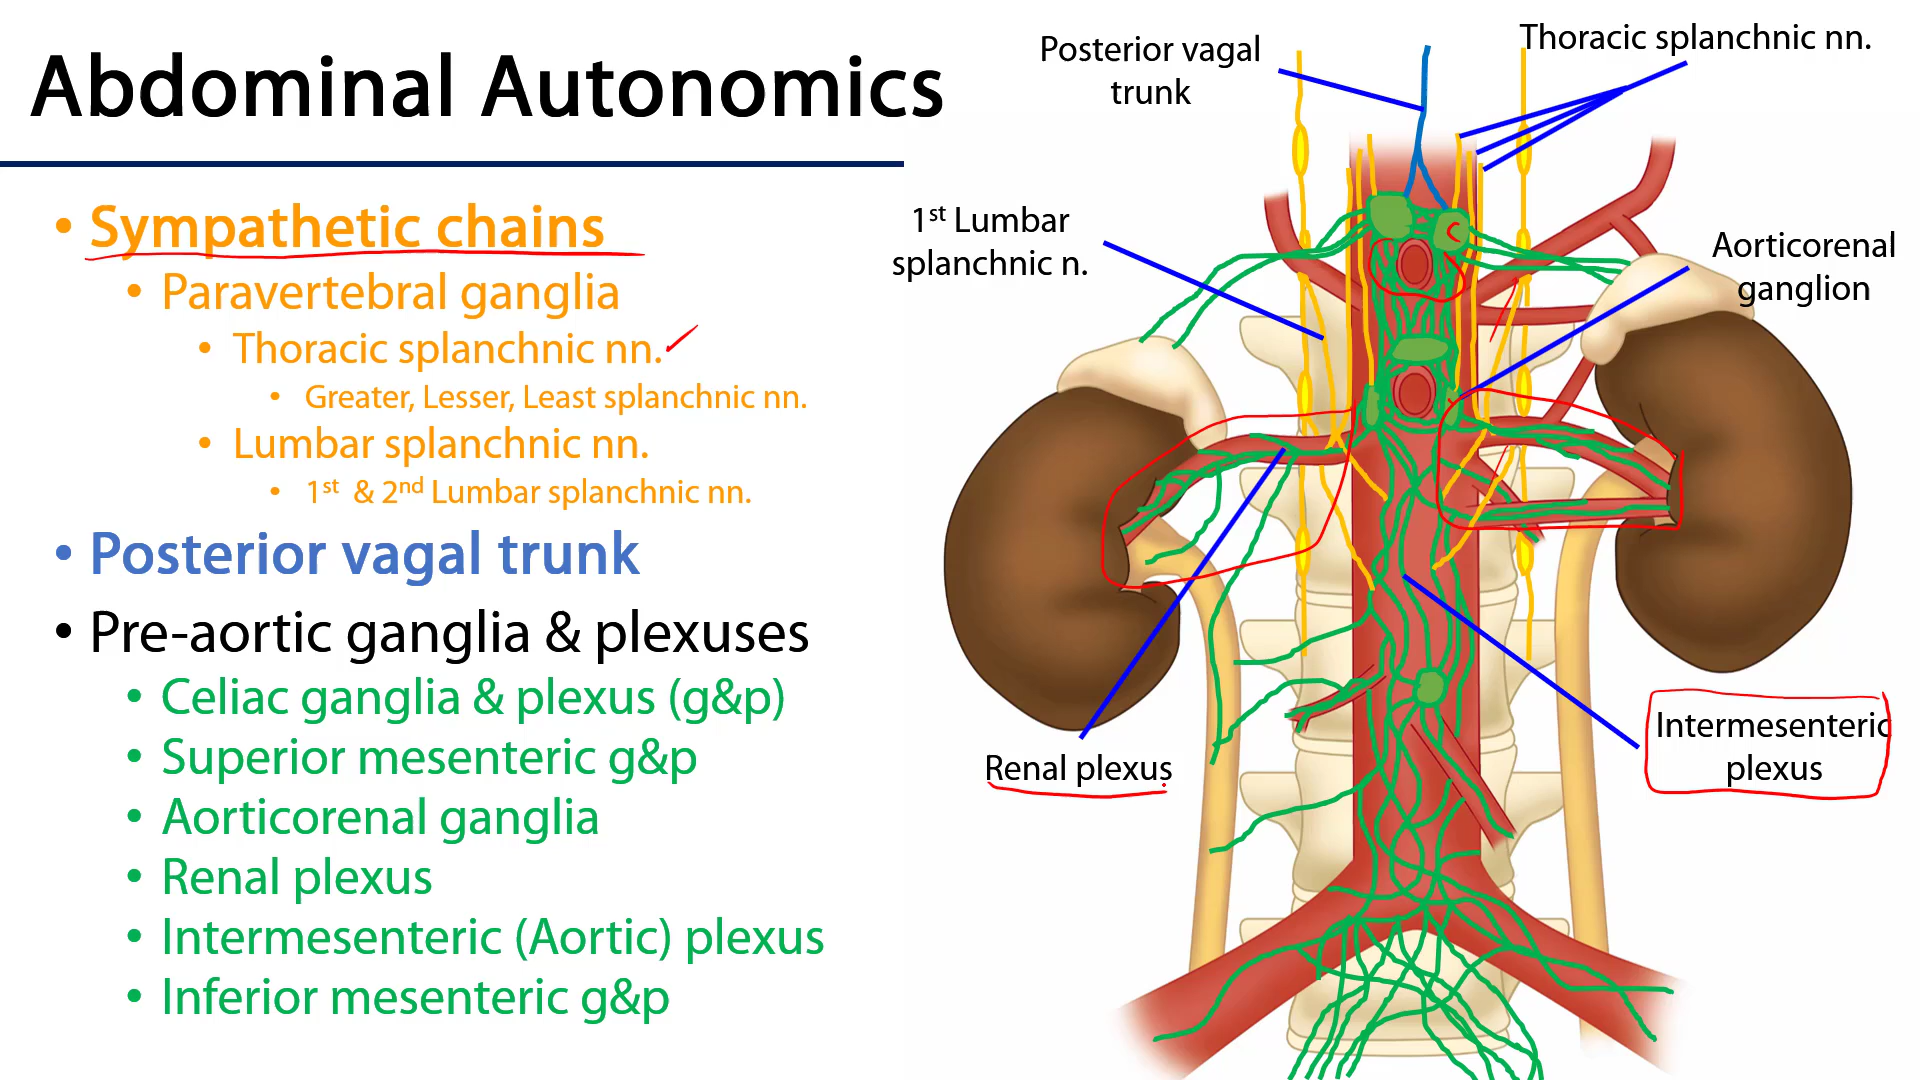 Abdominal Autonomics
• Sympathetic chains
• Paravertebral ganglia
• Thoracic splanchnic nn.
• Greater, Lesser, Least splanchnic nn.
• Lumbar splanchnic nn.
• 1st & 2nd Lumbar splanchnic nn.
• Posterior vagal trunk
• Pre-aortic ganglia & plexuses
• Celiac ganglia & plexus (g&p)
• Superior mesenteric g&p
• Aorticorenal ganglia
• Renal plexus
• Intermesenteric (Aortic) plexus
• Inferior mesenteric g&p
Posterior vagal
trunk
Thoracic splanchnic nn.
1st Lumbar
splanchnic n.
Aorticorenal
ganglion
Renal plexus
Intermesenteric
plexus